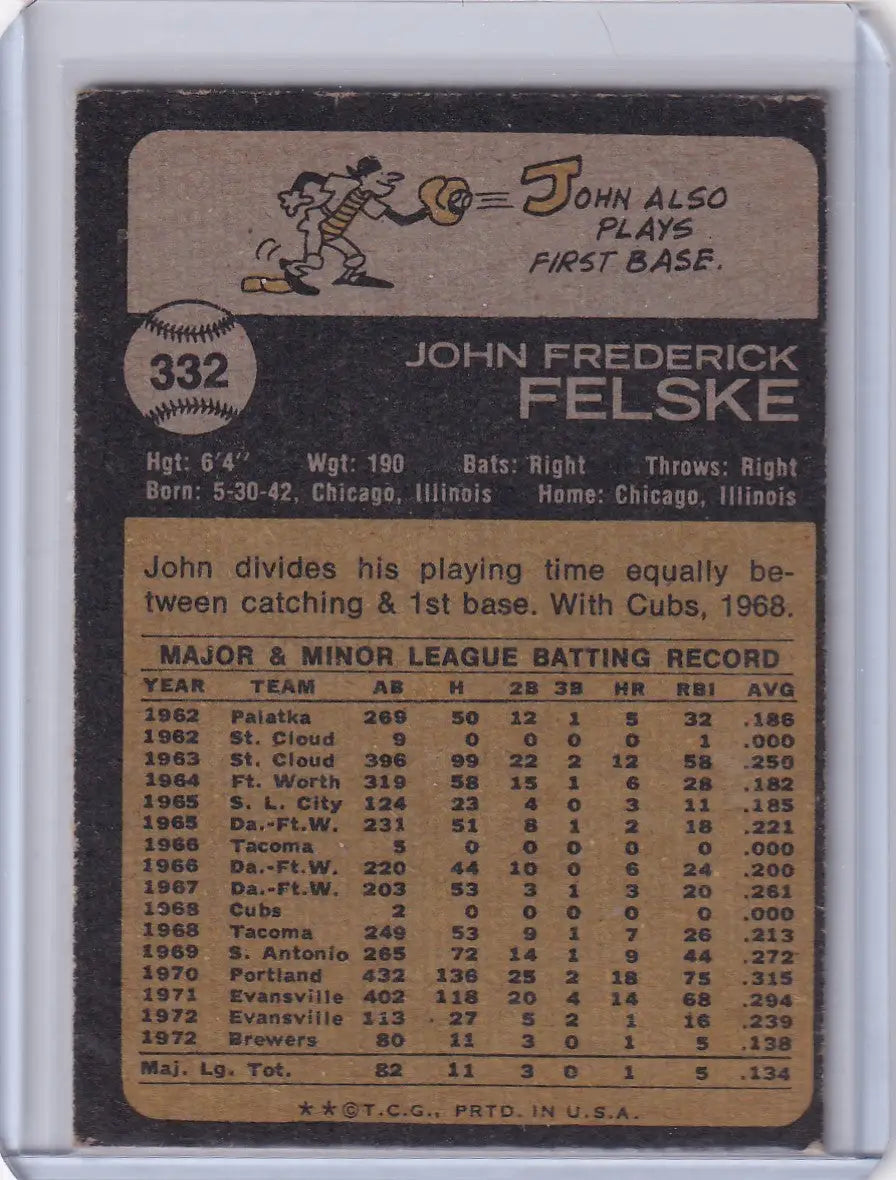 JOHN ALSO
PLAYS
FIRST BASE.
332
JOHN FREDERICK
FELSKE
Hgt: 6'4" Wgt: 190 Bats: Right Throws: Right
Born: 5-30-42, Chicago, Illinois Home: Chicago, Illinois
John divides his playing time equally be-
tween catching & 1st base. With Cubs, 1968.
MAJOR & MINOR LEAGUE BATTING RECORD
YEAR TEAM AB H 2B 3B HR RBI AVG
1962 Palatka 269 50 12 1 5 32 .186
1962 St. Cloud 9 0 0 0 0 1 .000
1963 St. Cloud 396 99 22 2 12 58 .250
1964 Ft. Worth 319 58 15 1 6 28 .182
1965 S. L. City 124 23 4 0 3 11 .185
1965 Da.-Ft.W. 231 51 8 1 2 18 .221
1966 Tacoma 5 0 0 0 0 0 .000
1966 Da.-Ft.W. 220 44 10 0 6 24 .200
1967 Da.-Ft.W. 203 53 3 1 3 20 .261
1968 Cubs 2 0 0 0 0 0 .000
1968 Tacoma 249 53 9 1 7 26 .213
1969 S. Antonio 265 72 14 1 9 44 .272
1970 Portland 432 136 25 2 18 75 .315
1971 Evansville 402 118 20 4 14 68 .294
1972 Evansville 113 27 5 2 1 16 .239
1972 Brewers 80 11 3 0 1 5 .138
Maj. Lg. Tot. 82 11 3 0 1 5 .134
**©T.C.G., PRTD. IN U.S.A.